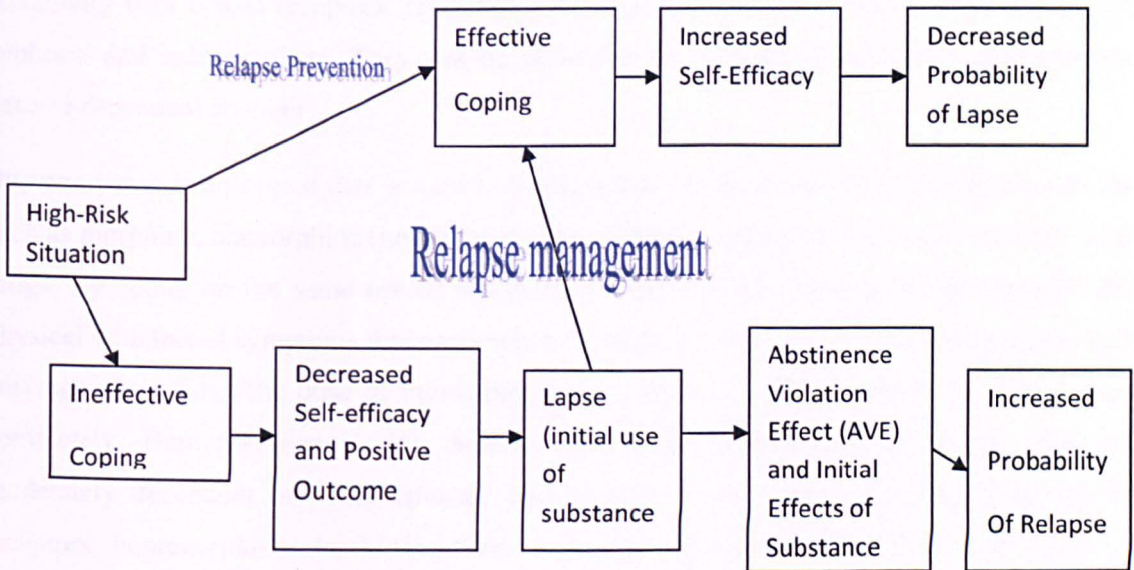 Effective
Coping
Increased
Self-Efficacy
Decreased
Probability
of Lapse
Relapse Prevention
High-Risk
Situation
Relapse management
Ineffective
Coping
Decreased
Self-efficacy
and Positive
Outcome
Lapse
(initial use
of
substance
Abstinence
Violation
Effect (AVE)
and Initial
Effects of
Substance
Increased
Probability
Of Relapse